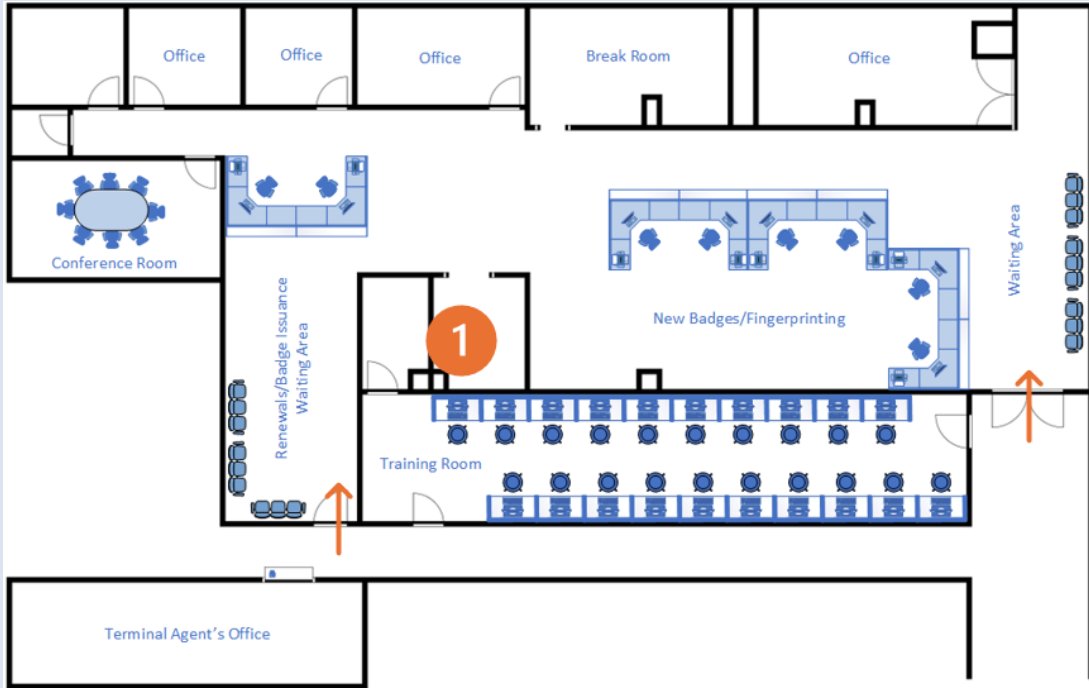 Office
Office
Office
Break Room
Office
Conference Room
Renewals/Badge Issuance
Waiting Area
1
New Badges/Fingerprinting
Waiting Area
Training Room
Terminal Agent's Office